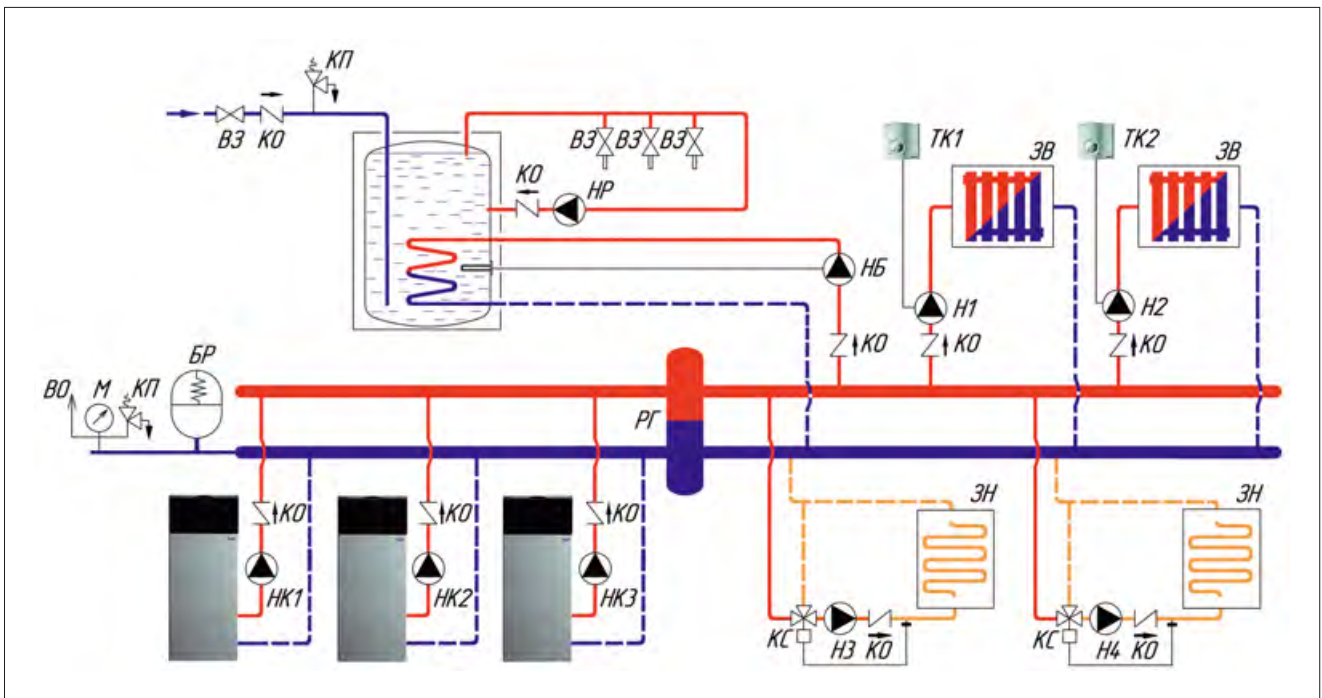 КП
ВЗ КО
ВЗ ВЗ ВЗ
КО НР
ТК1 ЗВ ТК2 ЗВ
НБ Н1 Н2
КО КО КО
БР
ВО М КП
РГ
КО КО КО
НК1 НК2 НК3
ЗН ЗН
КС Н3 КО КС Н4 КО